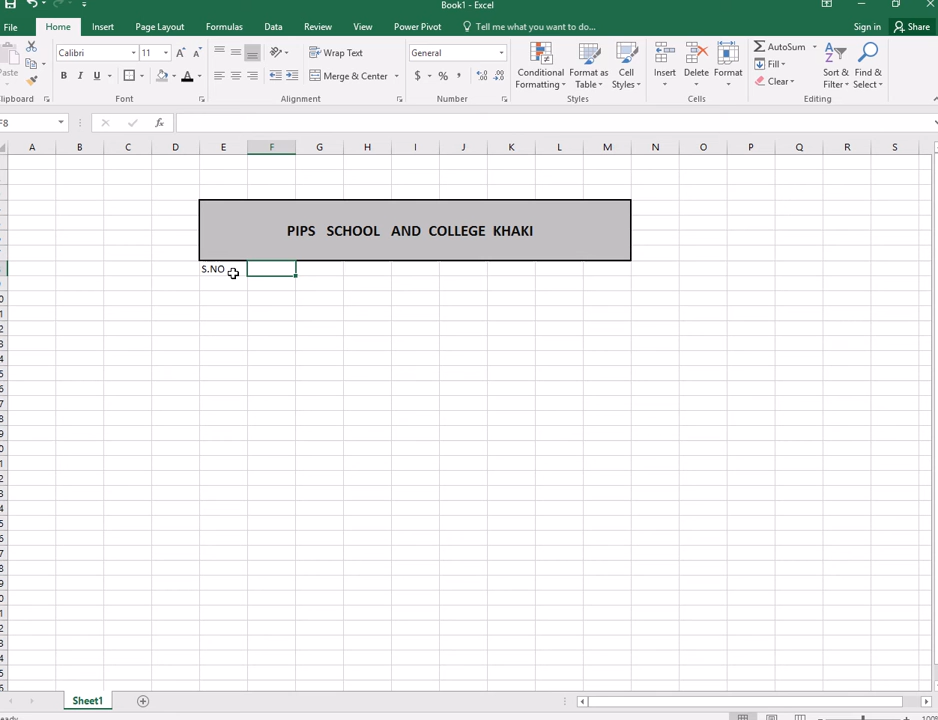 Book1 - Excel
File Home Insert Page Layout Formulas Data Review View Power Pivot Tell me what you want to do... Sign in Share
Paste Calibri 11 Wrap Text General Conditional Formatting Format as Table Cell Styles Insert Delete Format AutoSum Fill Clear Sort & Filter Find & Select
B I U Merge & Center $ % ,
Clipboard Font Alignment Number Styles Cells Editing
F8 fx
A B C D E F G H I J K L M N O P Q R S
PIPS SCHOOL AND COLLEGE KHAKI
S.NO
Sheet1